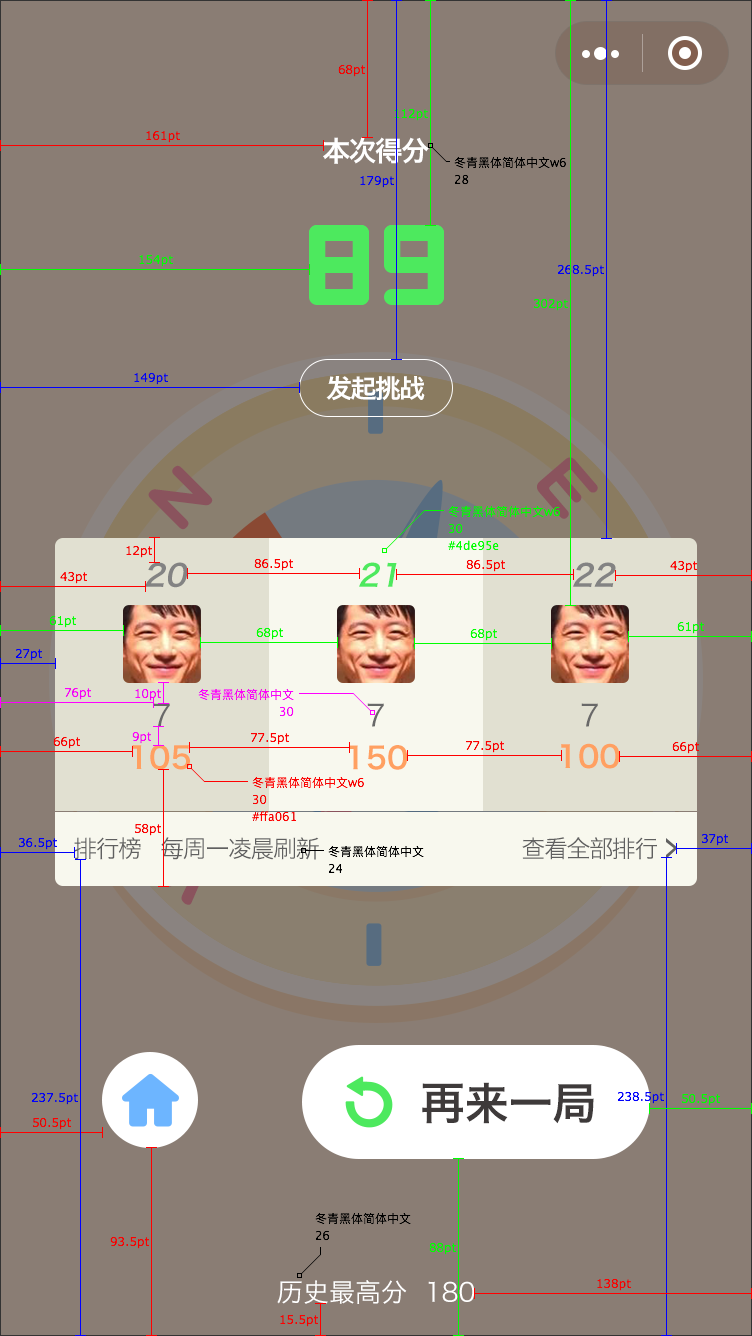 68pt
112pt
161pt
本次得分
冬青黑体简体中文w6
28
179pt
89
154pt
268.5pt
302pt
149pt
发起挑战
N
E
冬青黑体简体中文w6
30
#4de95e
12pt
43pt
20
86.5pt
21
86.5pt
22
43pt
61pt
68pt
68pt
61pt
27pt
76pt
10pt
冬青黑体简体中文
30
7
7
7
9pt
66pt
105
77.5pt
150
77.5pt
100
66pt
冬青黑体简体中文w6
30
#ffa061
58pt
36.5pt
排行榜 每周一凌晨刷新
冬青黑体简体中文
24
查看全部排行
37pt
237.5pt
50.5pt
再来一局
238.5pt
50.5pt
93.5pt
冬青黑体简体中文
26
88pt
历史最高分 180
138pt
15.5pt